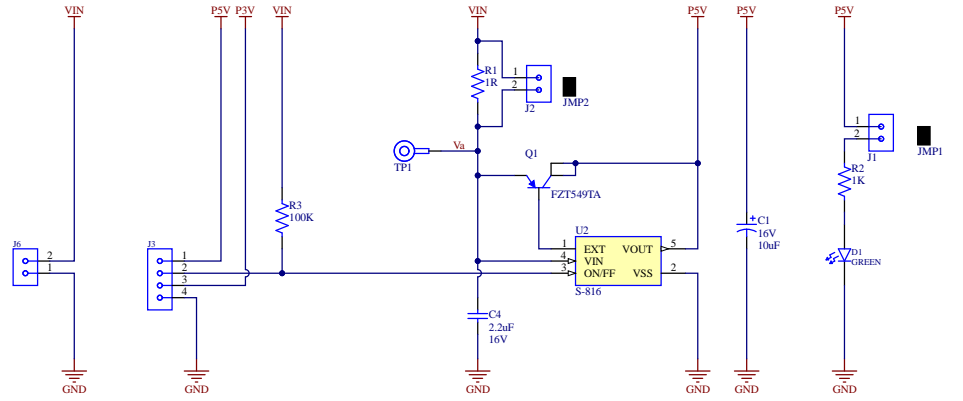 VIN
P5V P3V
VIN
VIN
P5V
P5V
P5V
R1
1R
1
2
J2
JMP2
Va
TP1
Q1
FZT549TA
1
2
J1
JMP1
R2
1K
R3
100K
C1
16V
10uF
D1
GREEN
J6
2
1
J3
1
2
3
4
U2
1
4
3
EXT
VIN
ON/FF
VOUT
VSS
5
2
S-816
C4
2.2uF
16V
GND
GND
GND
GND
GND
GND